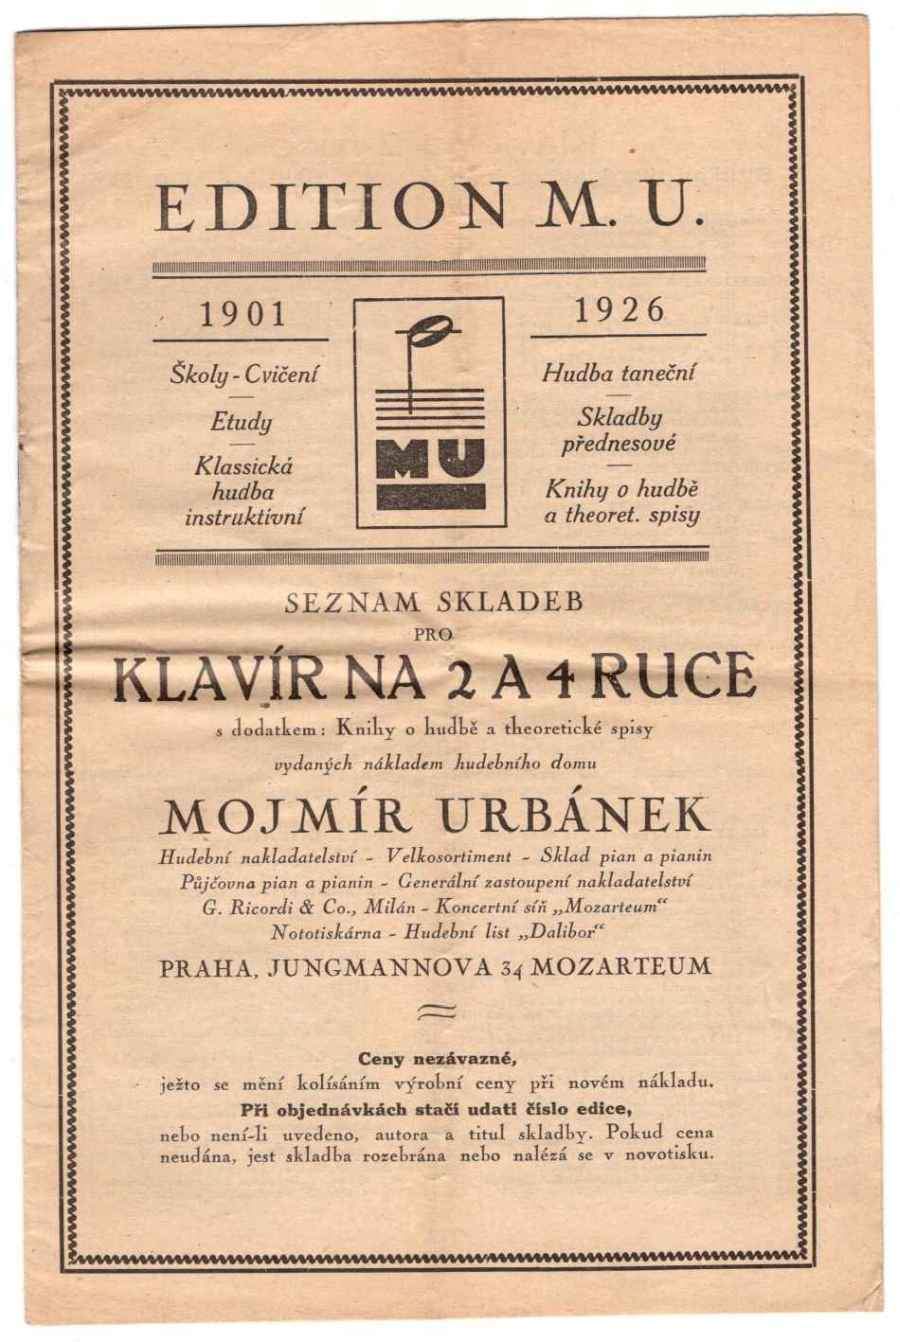 EDITION M. U.
1901
Školy - Cvičení
Etudy
Klassická
hudba
instruktivní
MU
1926
Hudba taneční
Skladby
přednesové
Knihy o hudbě
a theoret. spisy
SEZNAM SKLADEB
PRO
KLAVÍR NA 2 A 4 RUCE
s dodatkem: Knihy o hudbě a theoretické spisy
vydaných nákladem hudebního domu
MOJMÍR URBÁNEK
Hudební nakladatelství - Velkosortiment - Sklad pian a pianin
Půjčovna pian a pianin - Generální zastoupení nakladatelství
G. Ricordi & Co., Milán - Koncertní síň „Mozarteum“
Nototiskárna - Hudební list „Dalibor“
PRAHA, JUNGMANNOVA 34 MOZARTEUM
Ceny nezávazné,
ježto se mění kolísáním výrobní ceny při novém nákladu.
Při objednávkách stačí udati číslo edice,
nebo není-li uvedeno, autora a titul skladby. Pokud cena
neudána, jest skladba rozebrána nebo nalézá se v novotisku.